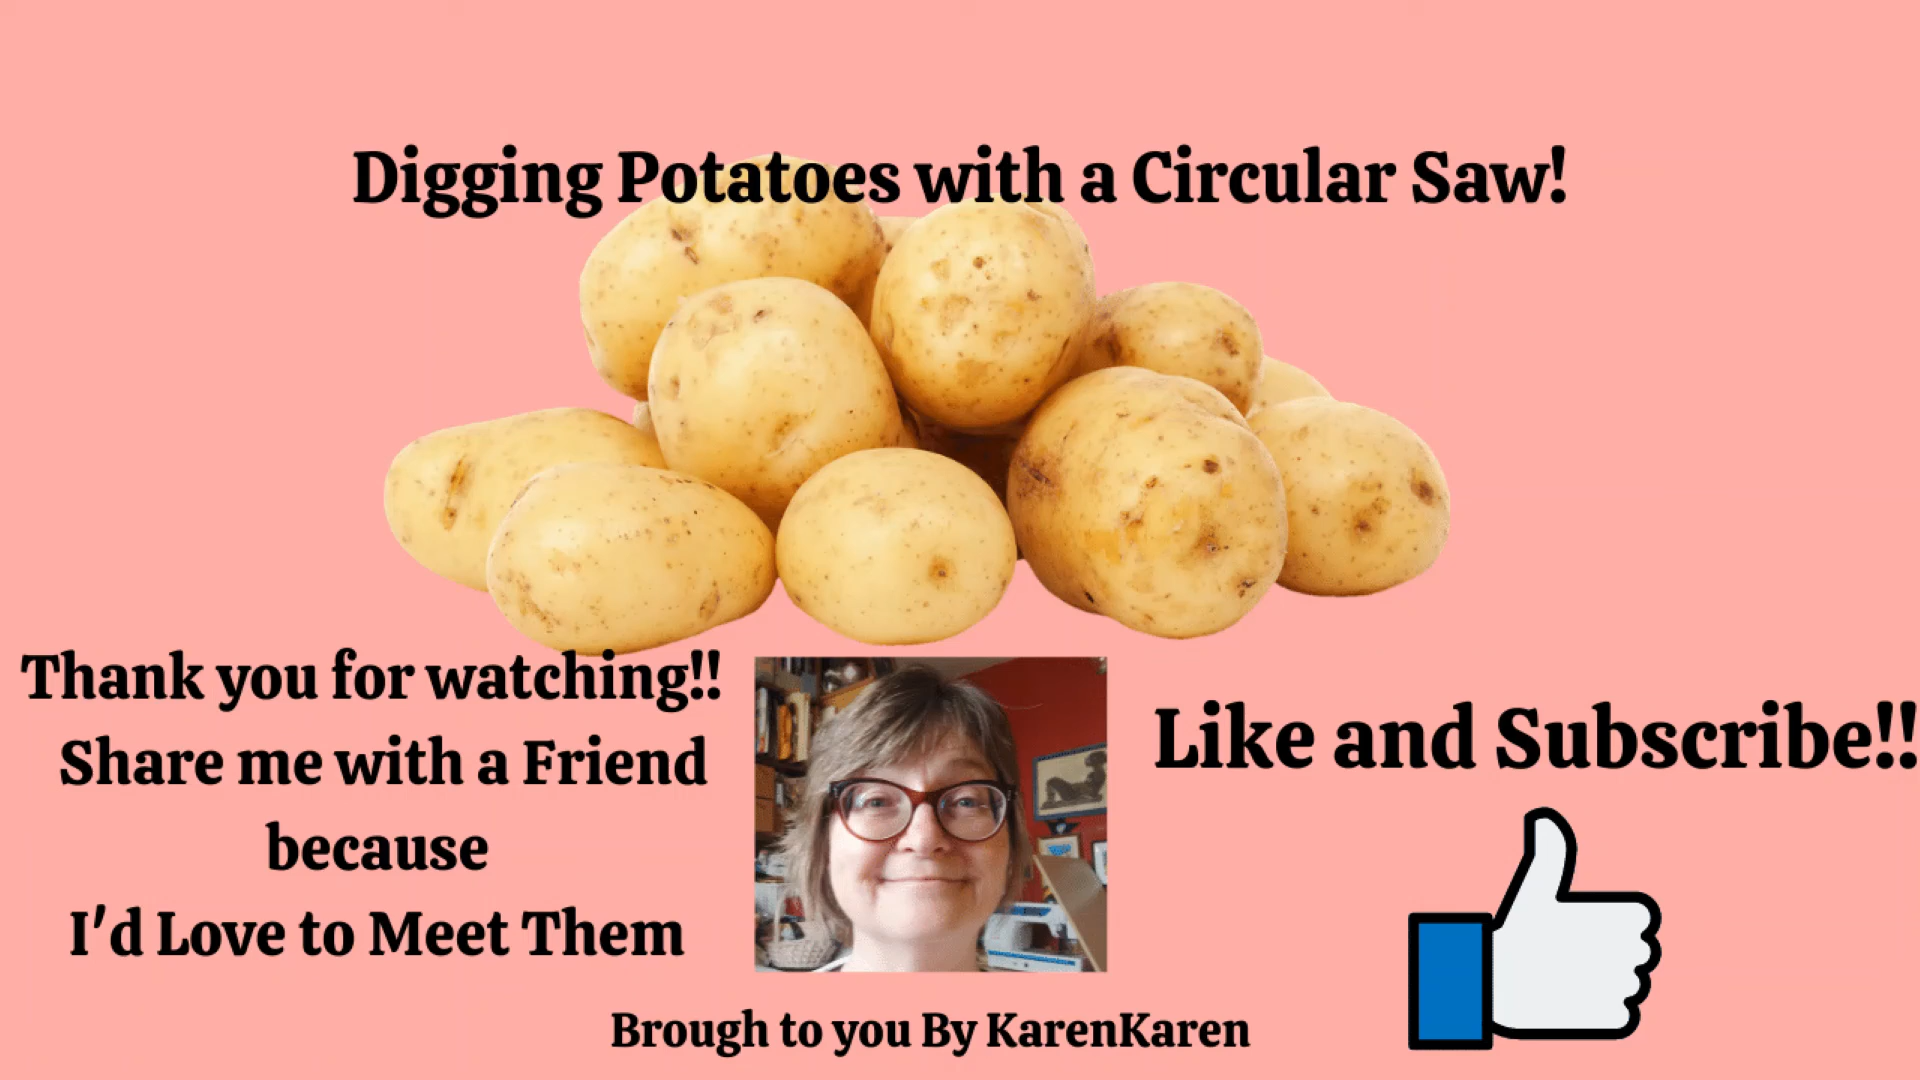 Digging Potatoes with a Circular Saw!
Thank you for watching!!
Share me with a Friend
because
I'd Love to Meet Them
Like and Subscribe!!
Brough to you By KarenKaren